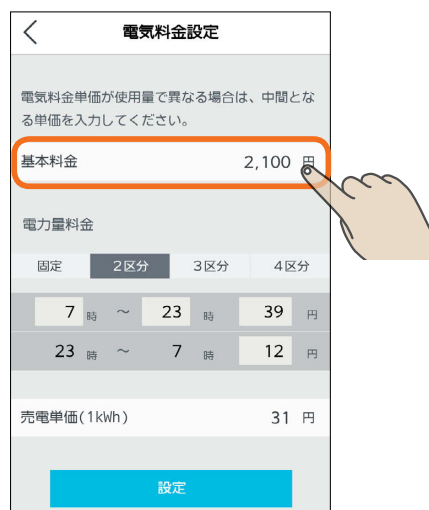 電気料金設定
電気料金単価が使用量で異なる場合は、中間とな
る単価を入力してください。
基本料金 2,100 円
電力量料金
固定 2区分 3区分 4区分
7 時 ～ 23 時 39 円
23 時 ～ 7 時 12 円
売電単価(1kWh) 31 円
設定